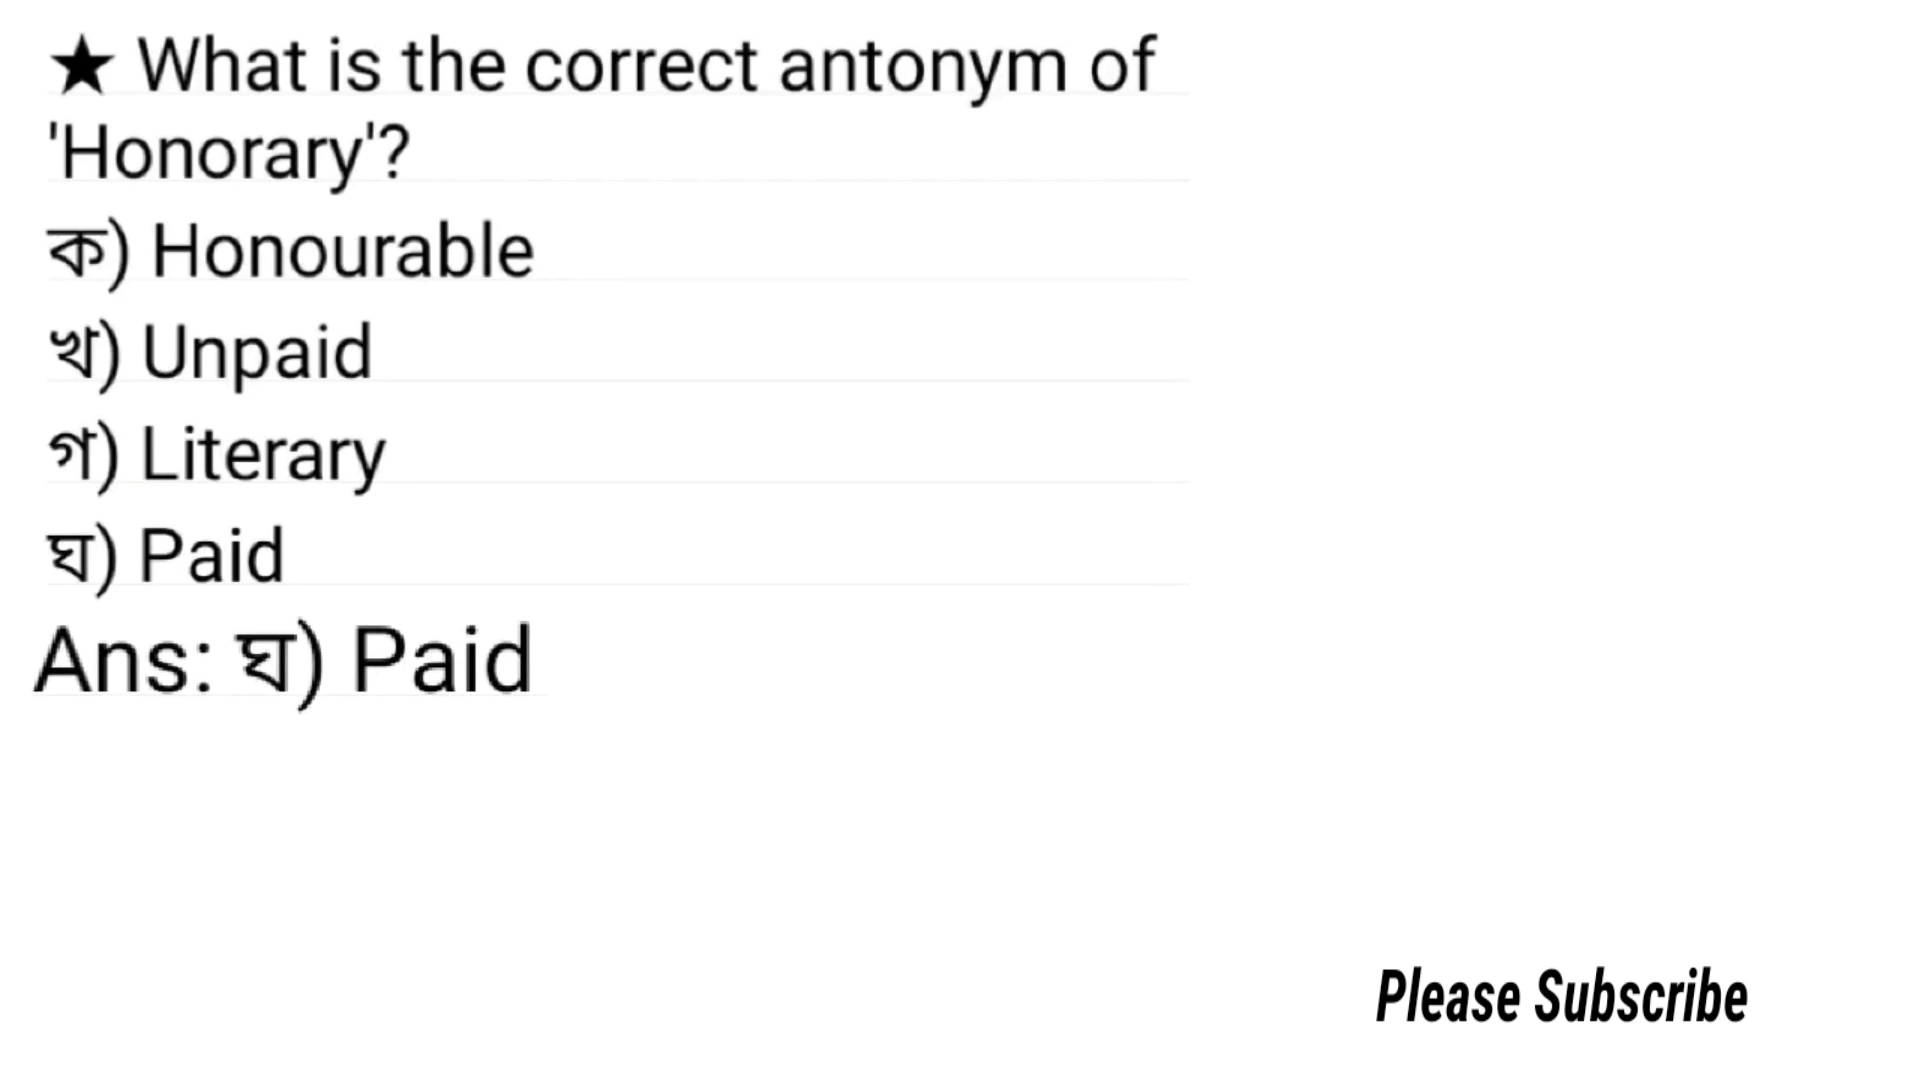 ★ What is the correct antonym of
'Honorary'?
ক) Honourable
খ) Unpaid
গ) Literary
ঘ) Paid
Ans: ঘ) Paid
Please Subscribe